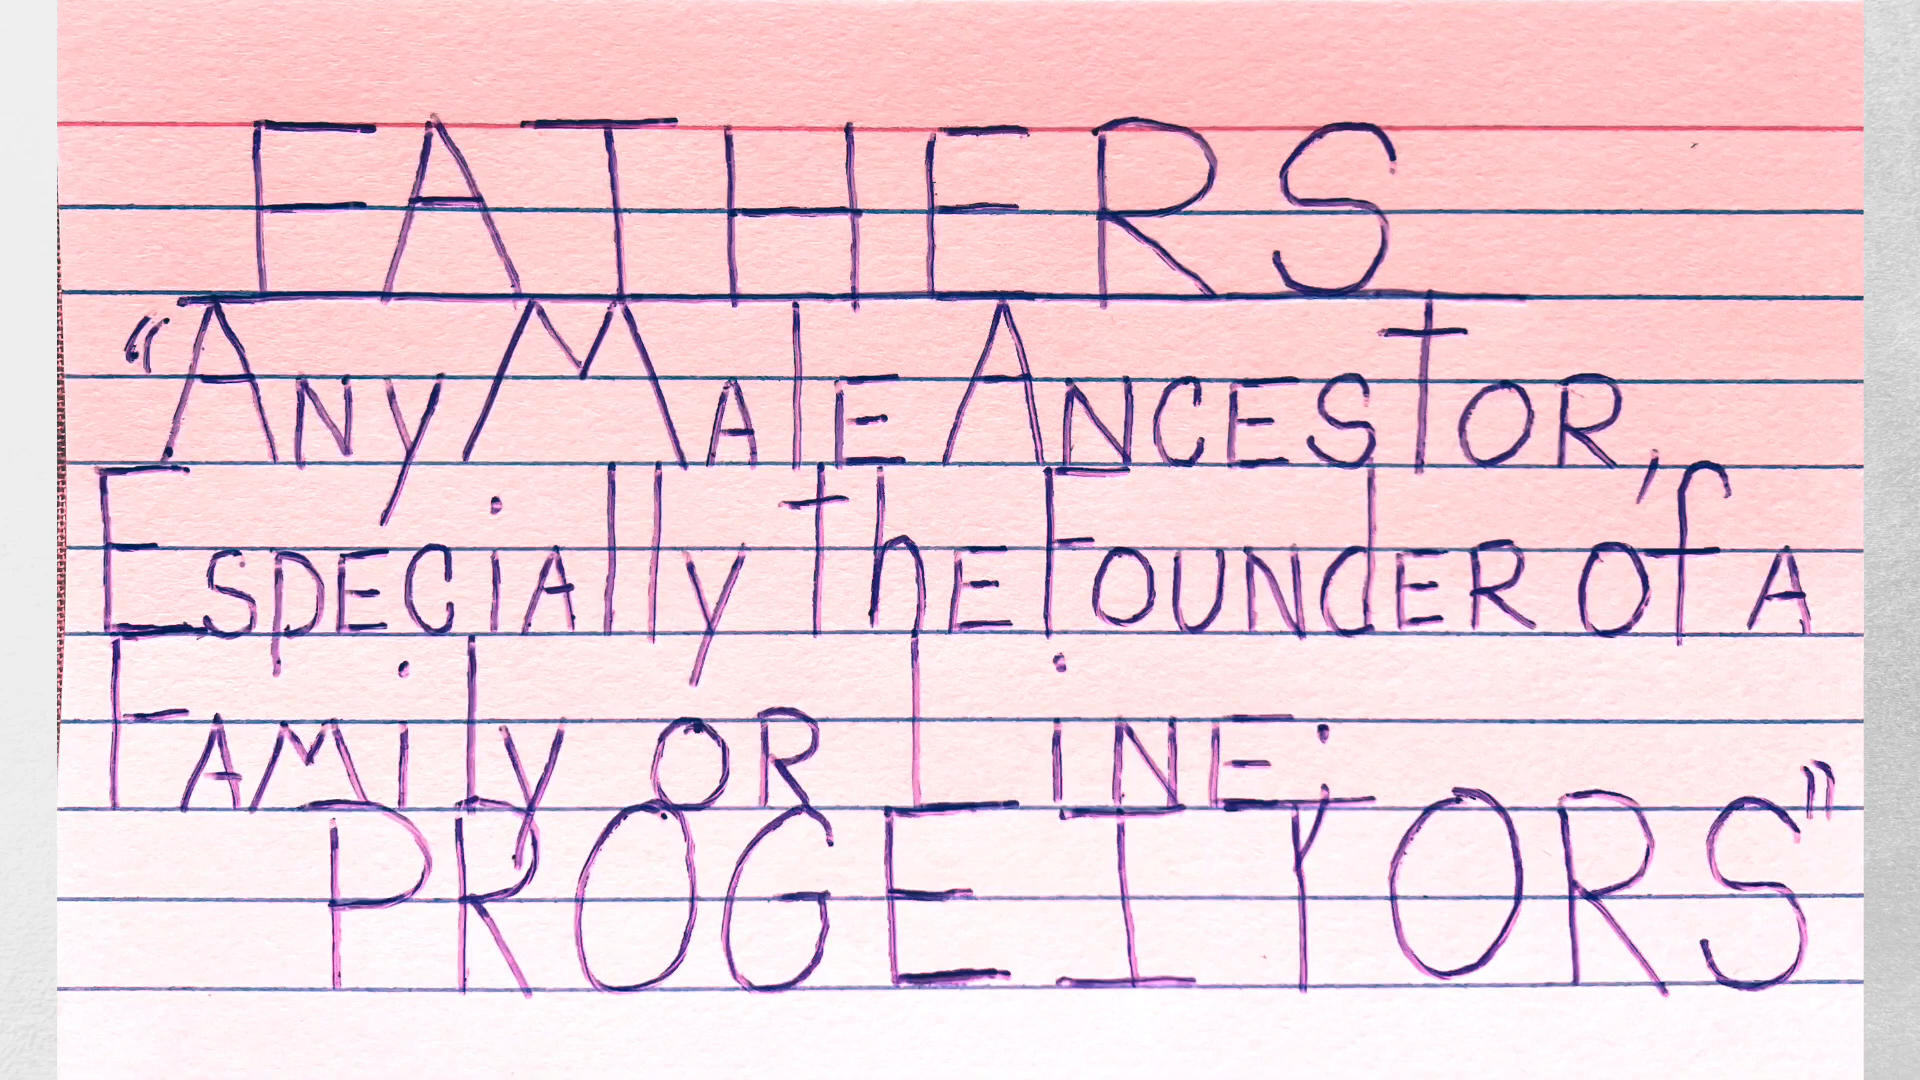 FATHERS
"Any Male Ancestor,
Especially the Founder of a
Family or Line;
PROGEITORS"